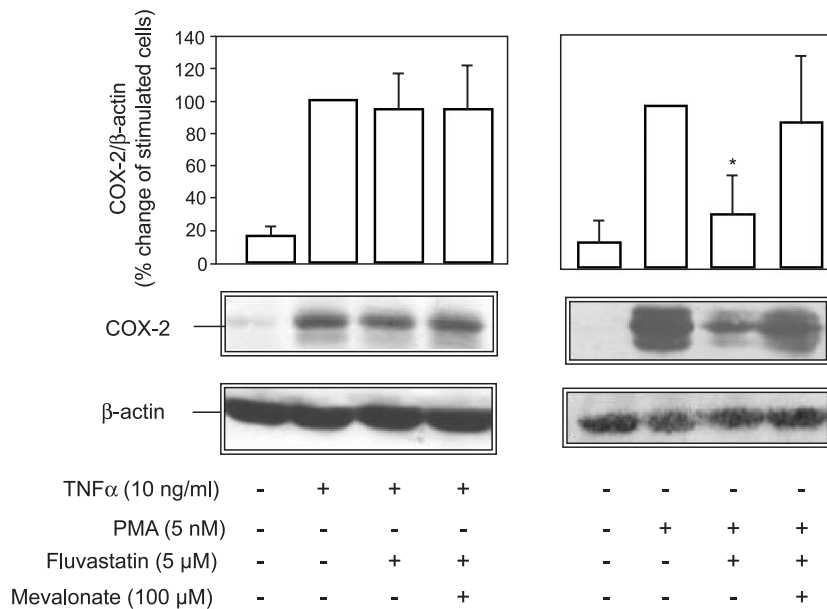 COX-2/β-actin
(% change of stimulated cells)
140
120
100
80
60
40
20
0
*
COX-2
β-actin
TNFα (10 ng/ml) - + + + - - - -
PMA (5 nM) - - - - - + + +
Fluvastatin (5 µM) - - + + - - + +
Mevalonate (100 µM) - - - + - - - +